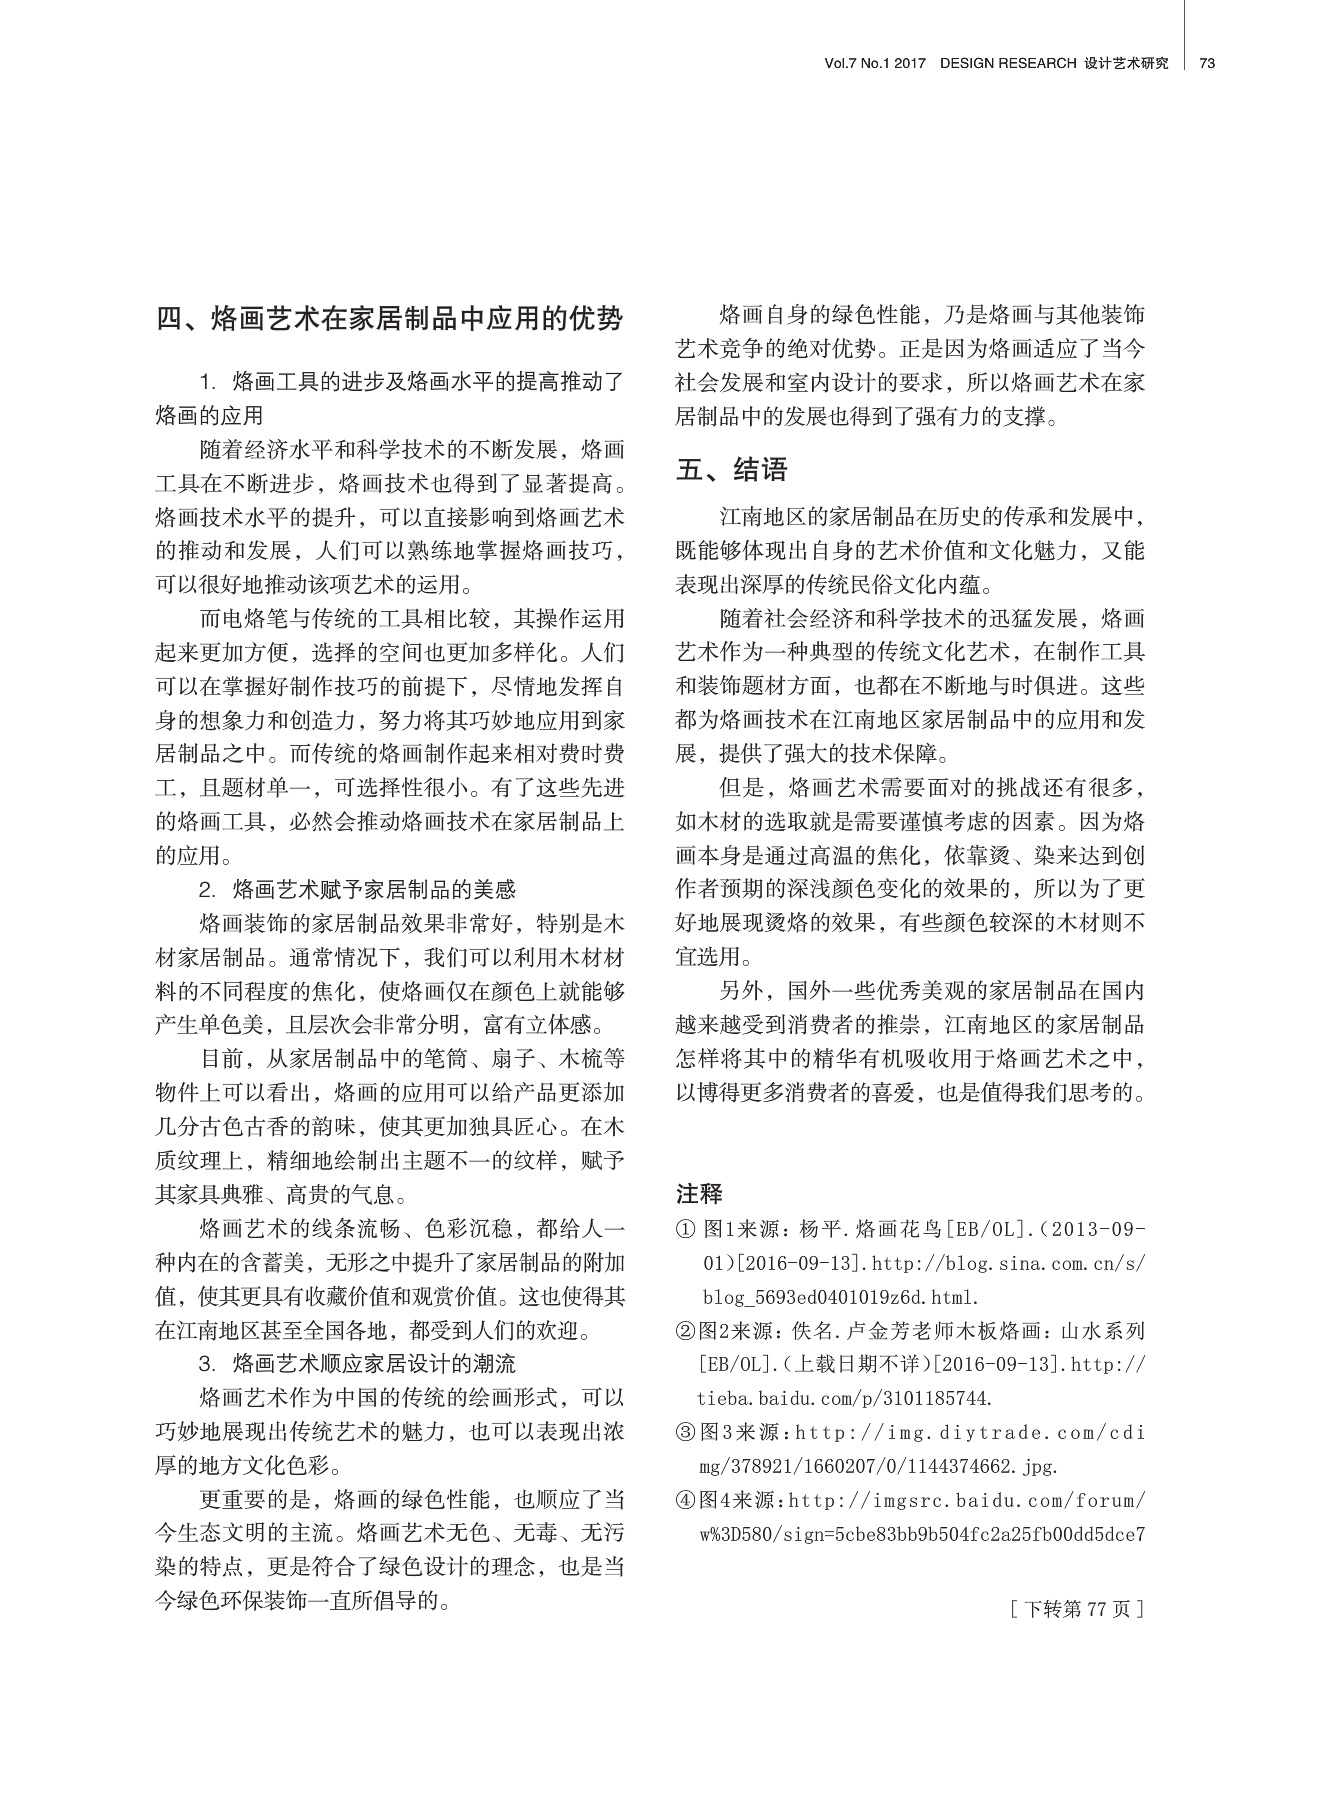 Vol.7 No.1 2017 DESIGN RESEARCH 设计艺术研究 73
四、烙画艺术在家居制品中应用的优势
1. 烙画工具的进步及烙画水平的提高推动了
烙画的应用
随着经济水平和科学技术的不断发展，烙画
工具在不断进步，烙画技术也得到了显著提高。
烙画技术水平的提升，可以直接影响到烙画艺术
的推动和发展，人们可以熟练地掌握烙画技巧，
可以很好地推动该项艺术的运用。
而电烙笔与传统的工具相比较，其操作运用
起来更加方便，选择的空间也更加多样化。人们
可以在掌握好制作技巧的前提下，尽情地发挥自
身的想象力和创造力，努力将其巧妙地应用到家
居制品之中。而传统的烙画制作起来相对费时费
工，且题材单一，可选择性很小。有了这些先进
的烙画工具，必然会推动烙画技术在家居制品上
的应用。
2. 烙画艺术赋予家居制品的美感
烙画装饰的家居制品效果非常好，特别是木
材家居制品。通常情况下，我们可以利用木材材
料的不同程度的焦化，使烙画仅在颜色上就能够
产生单色美，且层次会非常分明，富有立体感。
目前，从家居制品中的笔筒、扇子、木梳等
物件上可以看出，烙画的应用可以给产品更添加
几分古色古香的韵味，使其更加独具匠心。在木
质纹理上，精细地绘制出主题不一的纹样，赋予
其家具典雅、高贵的气息。
烙画艺术的线条流畅、色彩沉稳，都给人一
种内在的含蓄美，无形之中提升了家居制品的附加
值，使其更具有收藏价值和观赏价值。这也使得其
在江南地区甚至全国各地，都受到人们的欢迎。
3. 烙画艺术顺应家居设计的潮流
烙画艺术作为中国的传统的绘画形式，可以
巧妙地展现出传统艺术的魅力，也可以表现出浓
厚的地方文化色彩。
更重要的是，烙画的绿色性能，也顺应了当
今生态文明的主流。烙画艺术无色、无毒、无污
染的特点，更是符合了绿色设计的理念，也是当
今绿色环保装饰一直所倡导的。
烙画自身的绿色性能，乃是烙画与其他装饰
艺术竞争的绝对优势。正是因为烙画适应了当今
社会发展和室内设计的要求，所以烙画艺术在家
居制品中的发展也得到了强有力的支撑。
五、结语
江南地区的家居制品在历史的传承和发展中，
既能够体现出自身的艺术价值和文化魅力，又能
表现出深厚的传统民俗文化内蕴。
随着社会经济和科学技术的迅猛发展，烙画
艺术作为一种典型的传统文化艺术，在制作工具
和装饰题材方面，也都在不断地与时俱进。这些
都为烙画技术在江南地区家居制品中的应用和发
展，提供了强大的技术保障。
但是，烙画艺术需要面对的挑战还有很多，
如木材的选取就是需要谨慎考虑的因素。因为烙
画本身是通过高温的焦化，依靠烫、染来达到创
作者预期的深浅颜色变化的效果的，所以为了更
好地展现烫烙的效果，有些颜色较深的木材则不
宜选用。
另外，国外一些优秀美观的家居制品在国内
越来越受到消费者的推崇，江南地区的家居制品
怎样将其中的精华有机吸收用于烙画艺术之中，
以博得更多消费者的喜爱，也是值得我们思考的。
注释
① 图1来源：杨平.烙画花鸟[EB/OL].(2013-09-
01)[2016-09-13].http://blog.sina.com.cn/s/
blog_5693ed0401019z6d.html.
②图2来源：佚名.卢金芳老师木板烙画：山水系列
[EB/OL].(上载日期不详)[2016-09-13].http://
tieba.baidu.com/p/3101185744.
③图3来源:http://img.diytrade.com/cdi
mg/378921/1660207/0/1144374662.jpg.
④图4来源:http://imgsrc.baidu.com/forum/
w%3D580/sign=5cbe83bb9b504fc2a25fb00dd5dce7
［下转第 77 页］